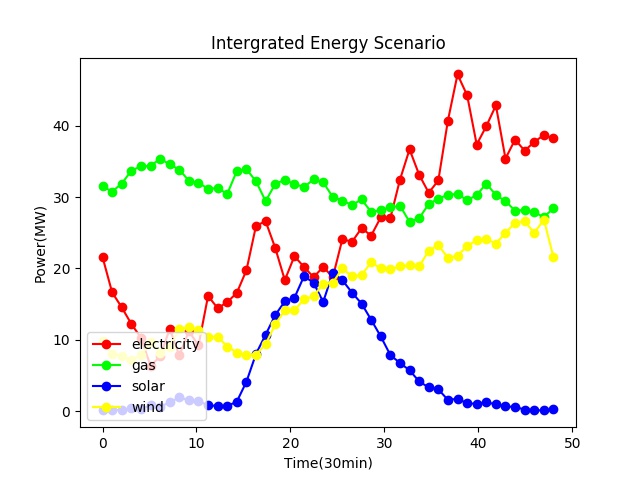 Intergrated Energy Scenario
Power(MW)
40
30
20
10
0
electricity
gas
solar
wind
0 10 20 30 40 50
Time(30min)